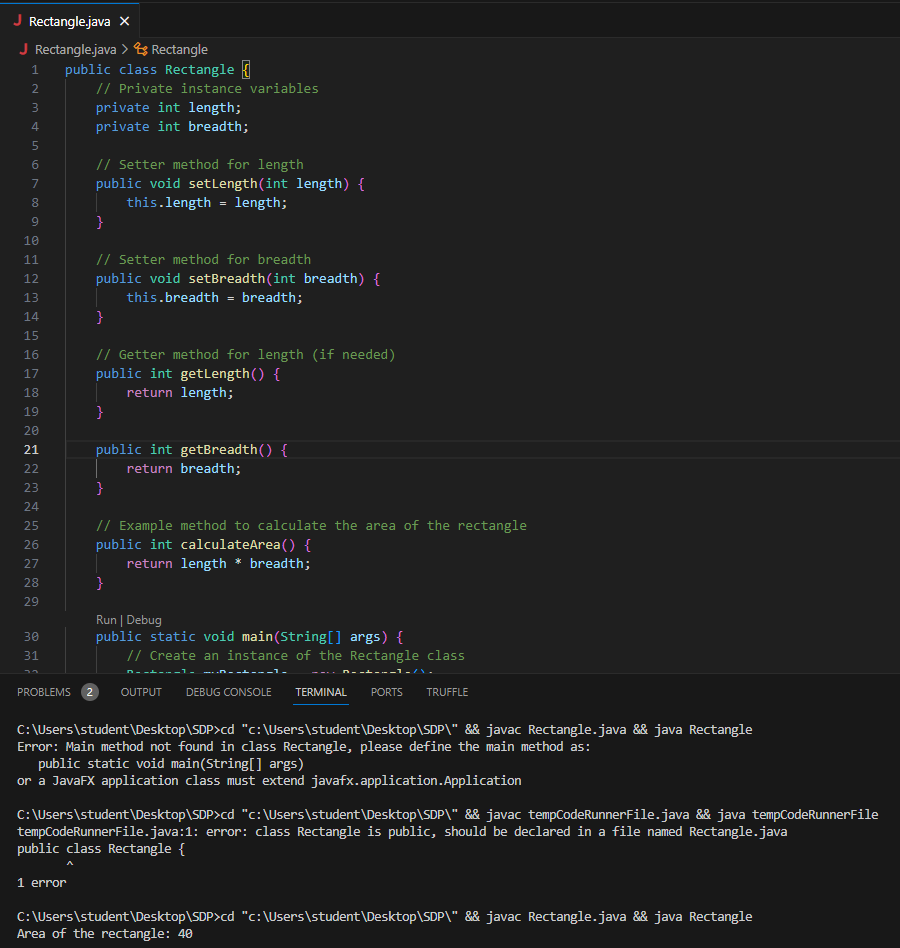 J Rectangle.java ×
J Rectangle.java > Rectangle
1 public class Rectangle {
2 // Private instance variables
3 private int length;
4 private int breadth;
5
6 // Setter method for length
7 public void setLength(int length) {
8 this.length = length;
9 }
10
11 // Setter method for breadth
12 public void setBreadth(int breadth) {
13 this.breadth = breadth;
14 }
15
16 // Getter method for length (if needed)
17 public int getLength() {
18 return length;
19 }
20
21 public int getBreadth() {
22 return breadth;
23 }
24
25 // Example method to calculate the area of the rectangle
26 public int calculateArea() {
27 return length * breadth;
28 }
29
Run | Debug
30 public static void main(String[] args) {
31 // Create an instance of the Rectangle class
32 Rectangle myRectangle = new Rectangle();
PROBLEMS 2 OUTPUT DEBUG CONSOLE TERMINAL PORTS TRUFFLE
C:\Users\student\Desktop\SDP>cd "c:\Users\student\Desktop\SDP\" && javac Rectangle.java && java Rectangle
Error: Main method not found in class Rectangle, please define the main method as:
public static void main(String[] args)
or a JavaFX application class must extend javafx.application.Application
C:\Users\student\Desktop\SDP>cd "c:\Users\student\Desktop\SDP\" && javac tempCodeRunnerFile.java && java tempCodeRunnerFile
tempCodeRunnerFile.java:1: error: class Rectangle is public, should be declared in a file named Rectangle.java
public class Rectangle {
^
1 error
C:\Users\student\Desktop\SDP>cd "c:\Users\student\Desktop\SDP\" && javac Rectangle.java && java Rectangle
Area of the rectangle: 40